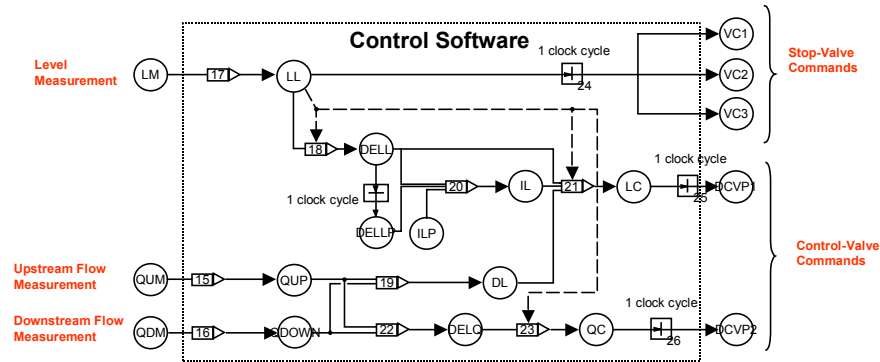 Control Software
Level
Measurement
LM
17
LL
1 clock cycle
24
VC1
VC2
VC3
Stop-Valve
Commands
18
DELL
1 clock cycle
DELLP
ILP
20
IL
21
LC
1 clock cycle
25
DCVP1
Control-Valve
Commands
Upstream Flow
Measurement
QUM
15
QUP
19
DL
Downstream Flow
Measurement
QDM
16
QDOWN
22
DELQ
23
QC
1 clock cycle
26
DCVP2